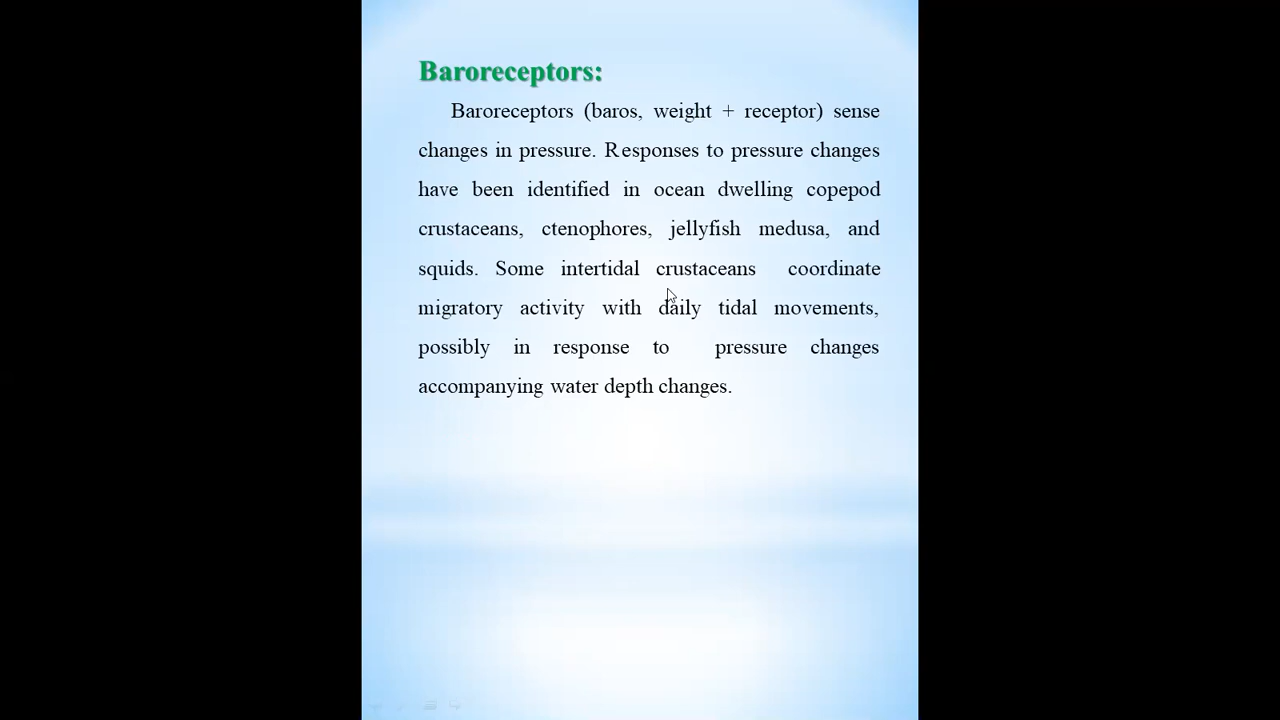 Baroreceptors:
Baroreceptors (baros, weight + receptor) sense
changes in pressure. Responses to pressure changes
have been identified in ocean dwelling copepod
crustaceans, ctenophores, jellyfish medusa, and
squids. Some intertidal crustaceans coordinate
migratory activity with daily tidal movements,
possibly in response to pressure changes
accompanying water depth changes.